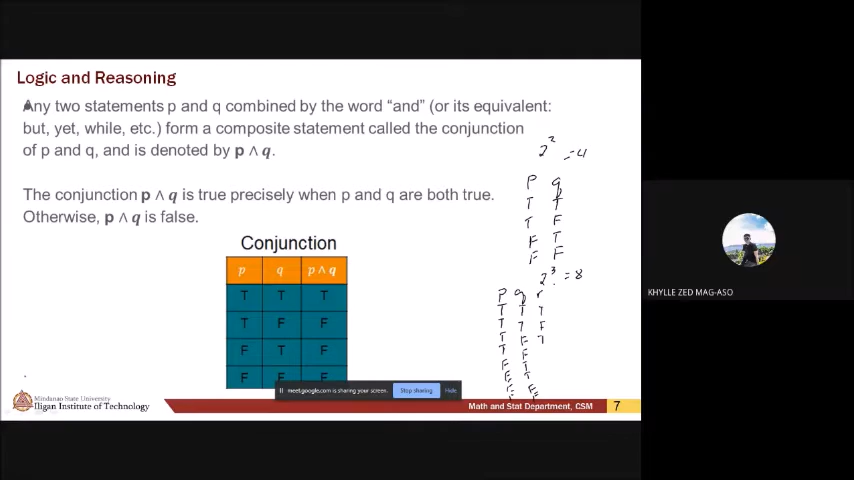 Logic and Reasoning
Any two statements p and q combined by the word “and” (or its equivalent:
but, yet, while, etc.) form a composite statement called the conjunction
of p and q, and is denoted by p ∧ q.
The conjunction p ∧ q is true precisely when p and q are both true.
Otherwise, p ∧ q is false.
Conjunction
p q p ∧ q
T T T
T F F
F T F
F F F
2² = 4
P q
T T
T F
F T
F F
2³ = 8
P q r
T T T
T T F
T F T
T F
F T
F T
F F
F F
meet.google.com is sharing your screen. Stop sharing Hide
Mindanao State University
Iligan Institute of Technology
Math and Stat Department, CSM 7
KHYLLE ZED MAG-ASO